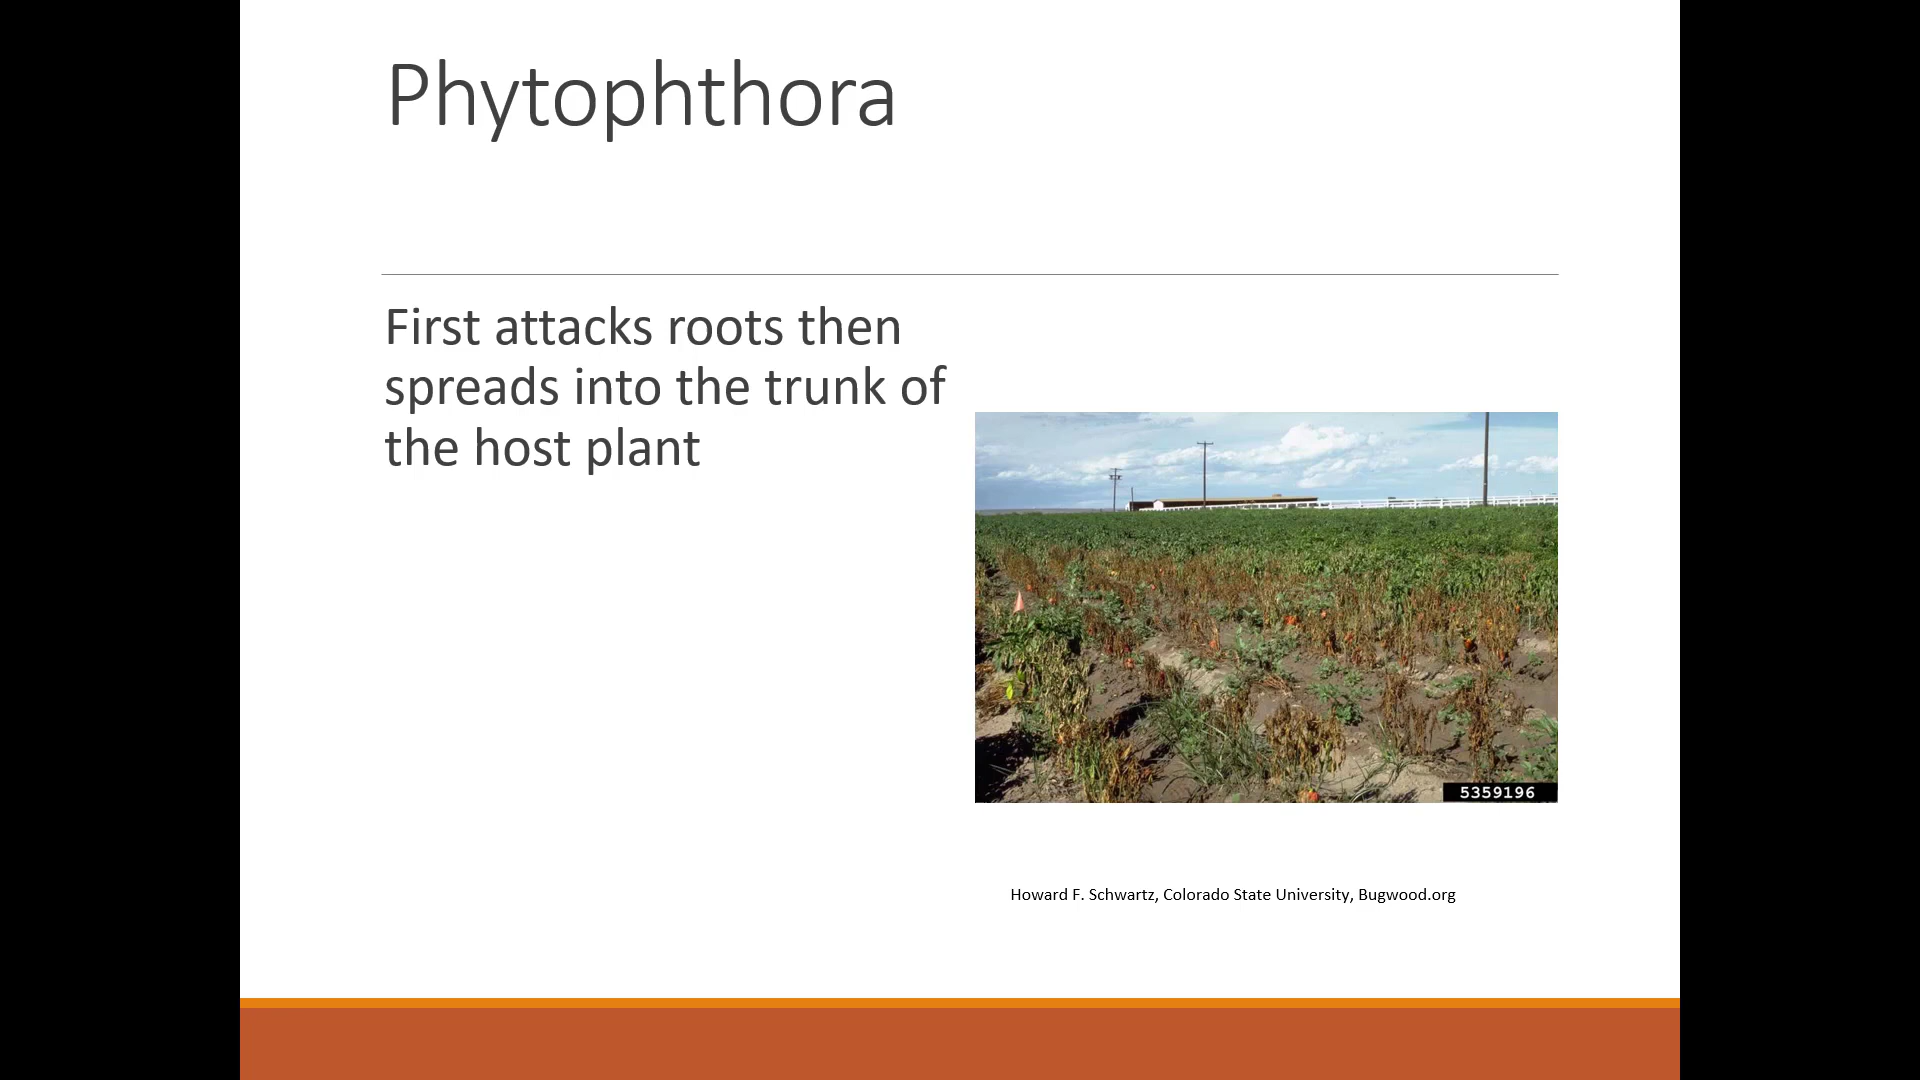 Phytophthora
First attacks roots then
spreads into the trunk of
the host plant
5359196
Howard F. Schwartz, Colorado State University, Bugwood.org